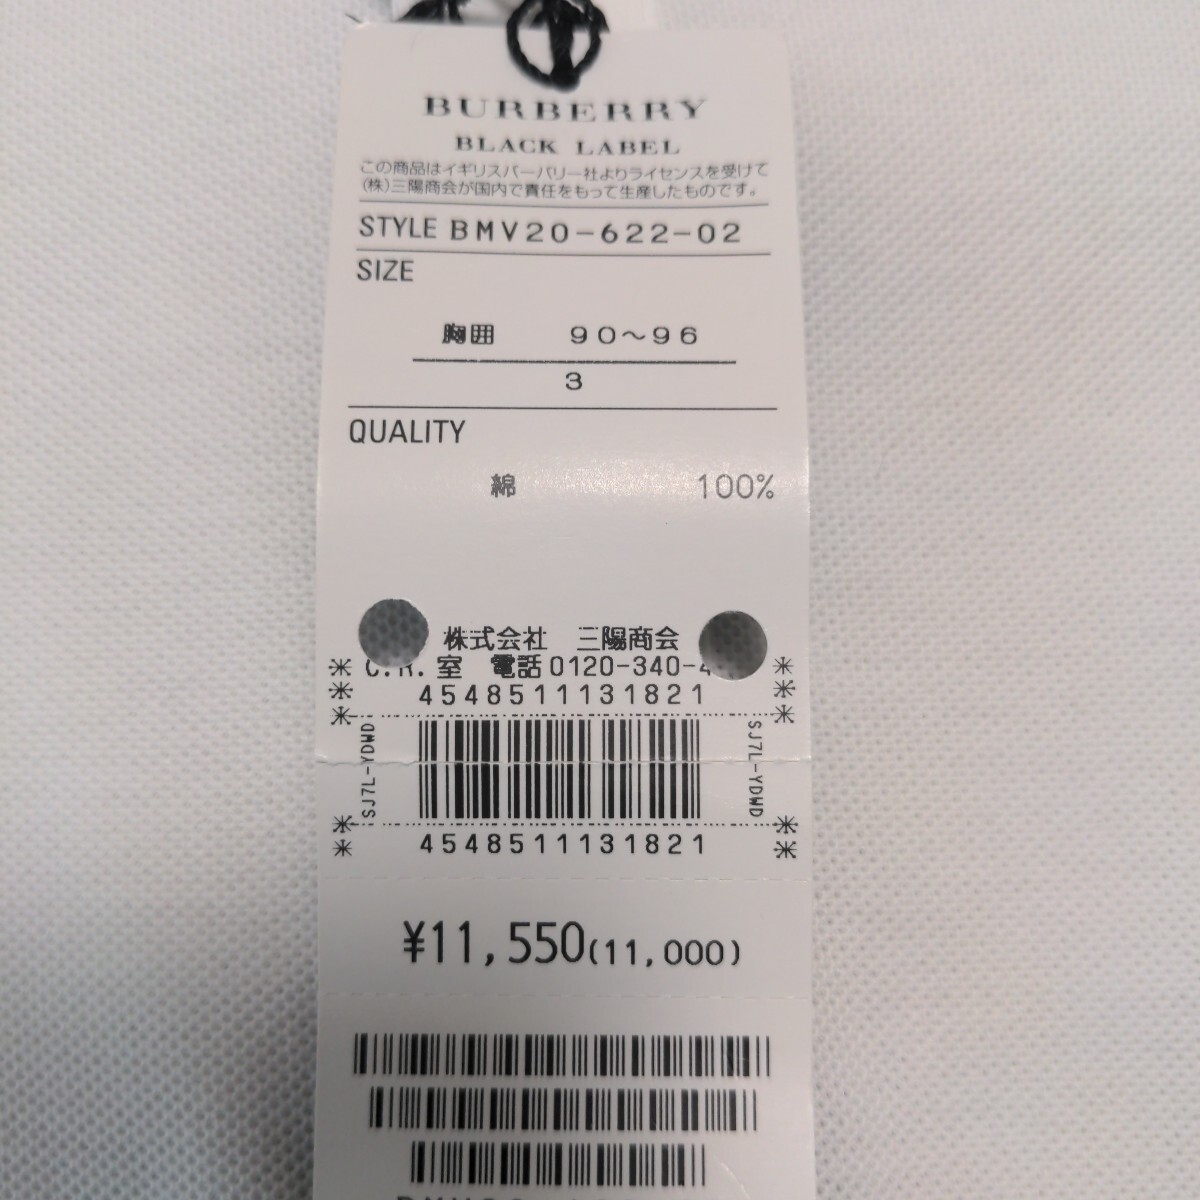 BURBERRY
BLACK LABEL
この商品はイギリスバーバリー社よりライセンスを受けて
(株)三陽商会が国内で責任をもって生産したものです。
STYLE BMV20-622-02
SIZE
胸囲 90～96
3
QUALITY
綿 100%
株式会社 三陽商会
C.R.室 電話0120-340-4
4548511131821
SJ7L-YDWD
SJ7L-YDWD
4548511131821
¥11,550(11,000)